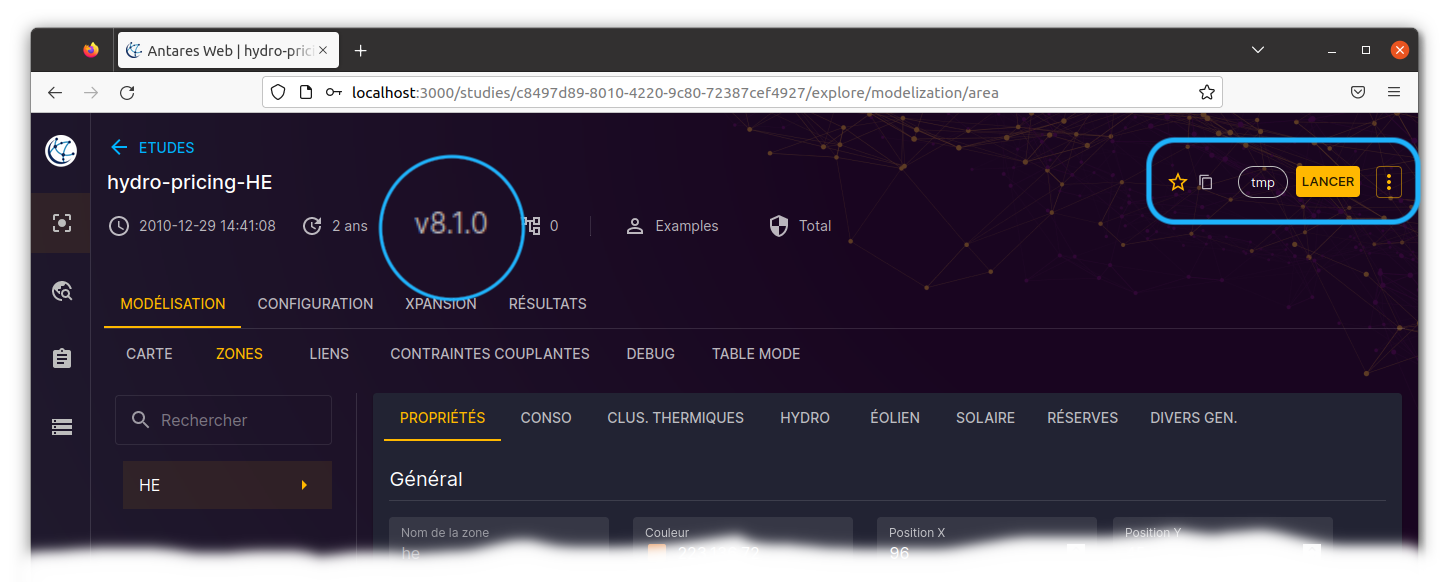 Antares Web | hydro-prici
localhost:3000/studies/c8497d89-8010-4220-9c80-72387cef4927/explore/modelization/area
ETUDES
hydro-pricing-HE
tmp LANCER
2010-12-29 14:41:08 2 ans v8.1.0 0 Examples Total
MODÉLISATION CONFIGURATION XPANSION RÉSULTATS
CARTE ZONES LIENS CONTRAINTES COUPLANTES DEBUG TABLE MODE
Rechercher
PROPRIÉTÉS CONSO CLUS. THERMIQUES HYDRO ÉOLIEN SOLAIRE RÉSERVES DIVERS GEN.
HE
Général
Nom de la zone Couleur Position X Position Y
he 96